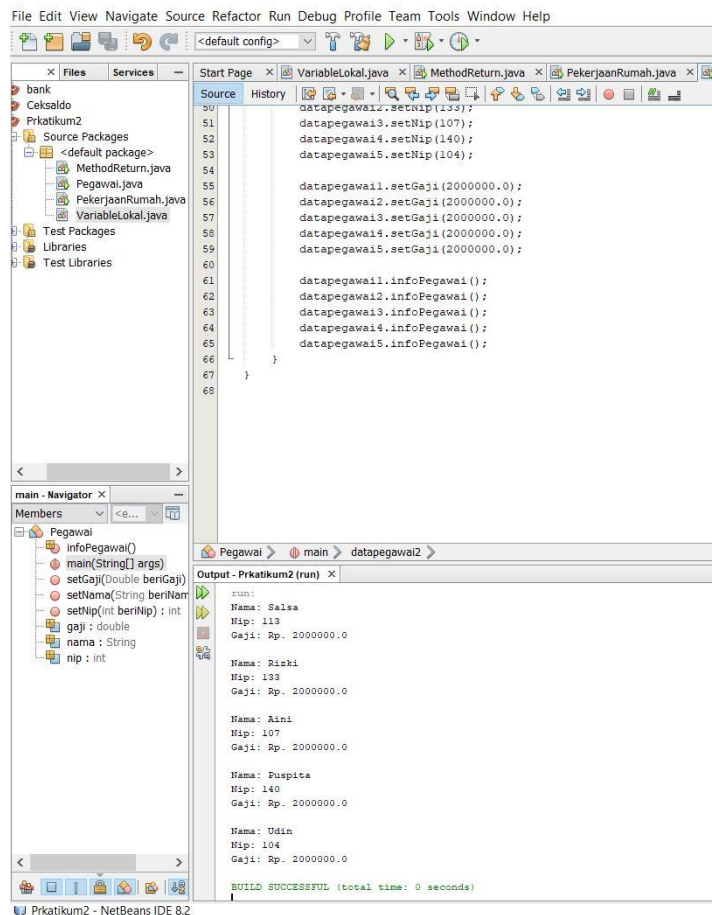 File Edit View Navigate Source Refactor Run Debug Profile Team Tools Window Help
<default config>
Files Services
bank
Ceksaldo
Prkatikum2
Source Packages
<default package>
MethodReturn.java
Pegawai.java
PekerjaanRumah.java
VariableLokal.java
Test Packages
Libraries
Test Libraries
Start Page VariableLokal.java MethodReturn.java PekerjaanRumah.java
Source History
50 datapegawai2.setNip(133);
51 datapegawai3.setNip(107);
52 datapegawai4.setNip(140);
53 datapegawai5.setNip(104);
54
55 datapegawai1.setGaji(2000000.0);
56 datapegawai2.setGaji(2000000.0);
57 datapegawai3.setGaji(2000000.0);
58 datapegawai4.setGaji(2000000.0);
59 datapegawai5.setGaji(2000000.0);
60
61 datapegawai1.infoPegawai();
62 datapegawai2.infoPegawai();
63 datapegawai3.infoPegawai();
64 datapegawai4.infoPegawai();
65 datapegawai5.infoPegawai();
66 }
67 }
68
main - Navigator
Members <e...
Pegawai
infoPegawai()
main(String[] args)
setGaji(Double beriGaji)
setNama(String beriNam
setNip(int beriNip) : int
gaji : double
nama : String
nip : int
Pegawai main datapegawai2
Output - Prkatikum2 (run)
run:
Nama: Salsa
Nip: 113
Gaji: Rp. 2000000.0
Nama: Rizki
Nip: 133
Gaji: Rp. 2000000.0
Nama: Aini
Nip: 107
Gaji: Rp. 2000000.0
Nama: Puspita
Nip: 140
Gaji: Rp. 2000000.0
Nama: Udin
Nip: 104
Gaji: Rp. 2000000.0
BUILD SUCCESSFUL (total time: 0 seconds)
Prkatikum2 - NetBeans IDE 8.2